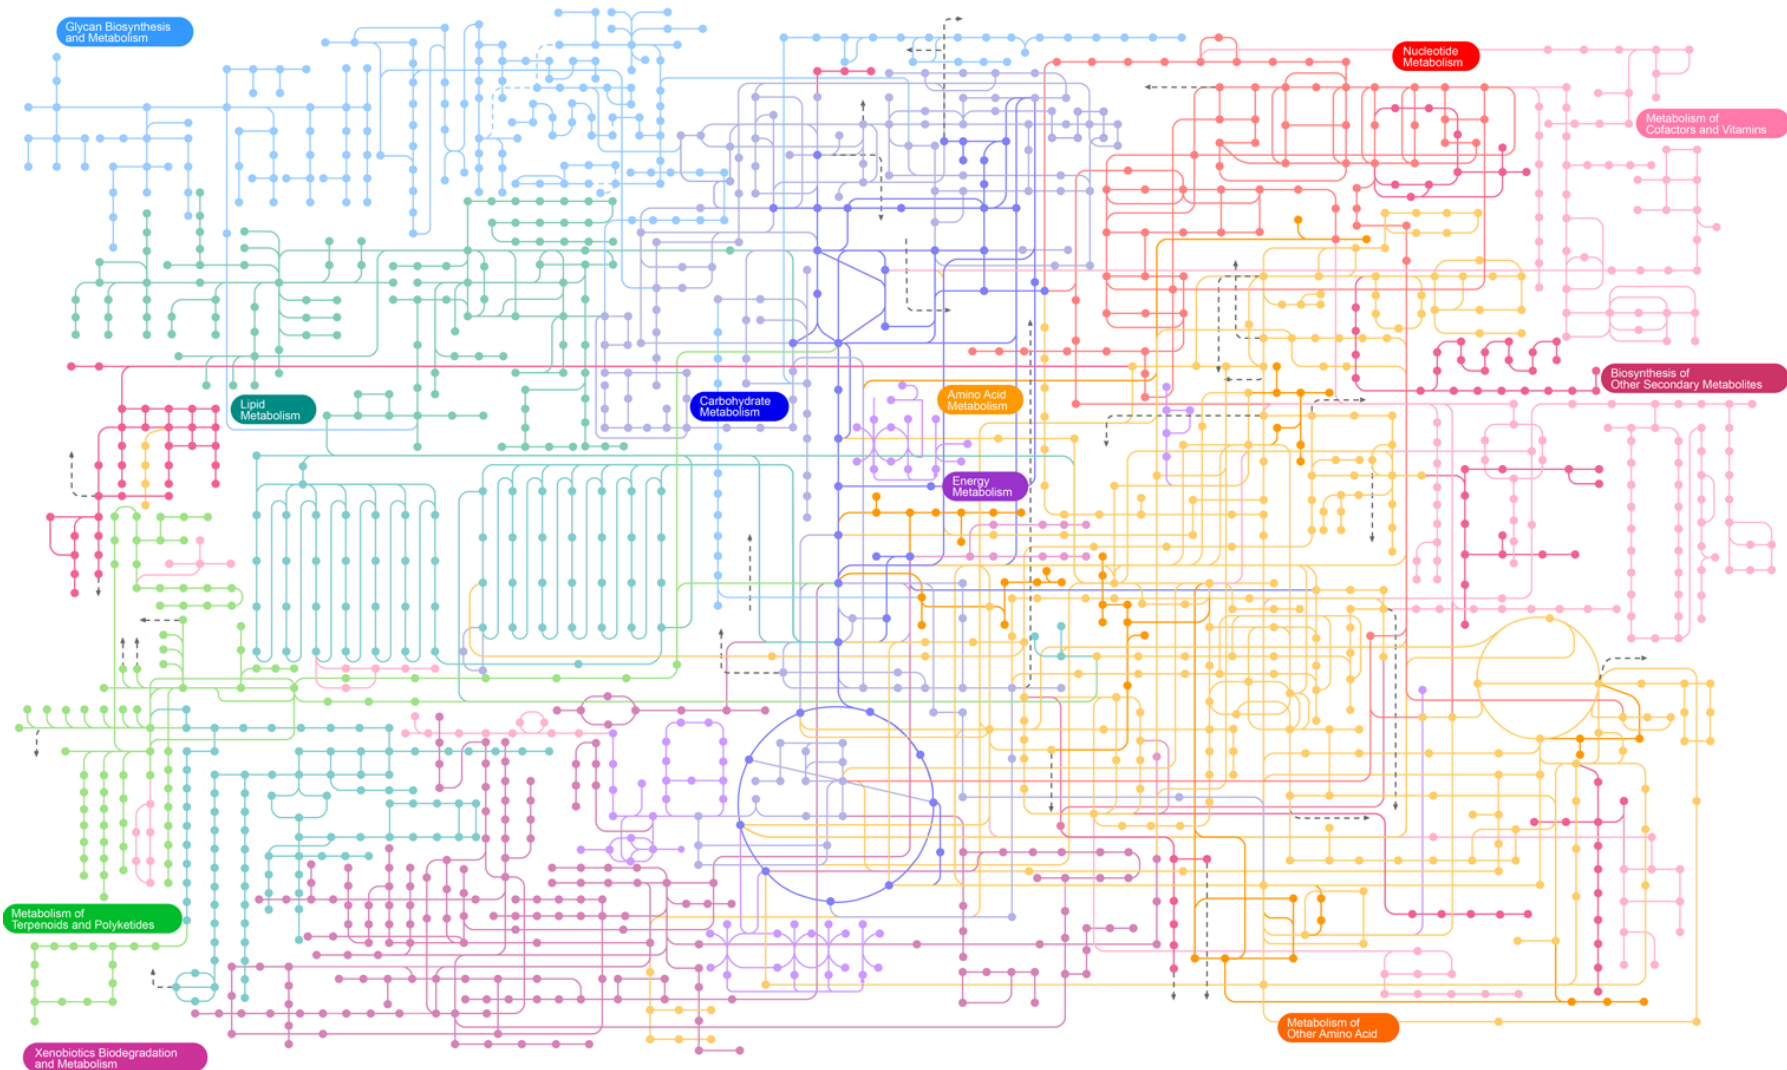 Glycan Biosynthesis
and Metabolism
Nucleotide
Metabolism
Metabolism of
Cofactors and Vitamins
Biosynthesis of
Other Secondary Metabolites
Lipid
Metabolism
Carbohydrate
Metabolism
Amino Acid
Metabolism
Energy
Metabolism
Metabolism of
Terpenoids and Polyketides
Metabolism of
Other Amino Acid
Xenobiotics Biodegradation
and Metabolism